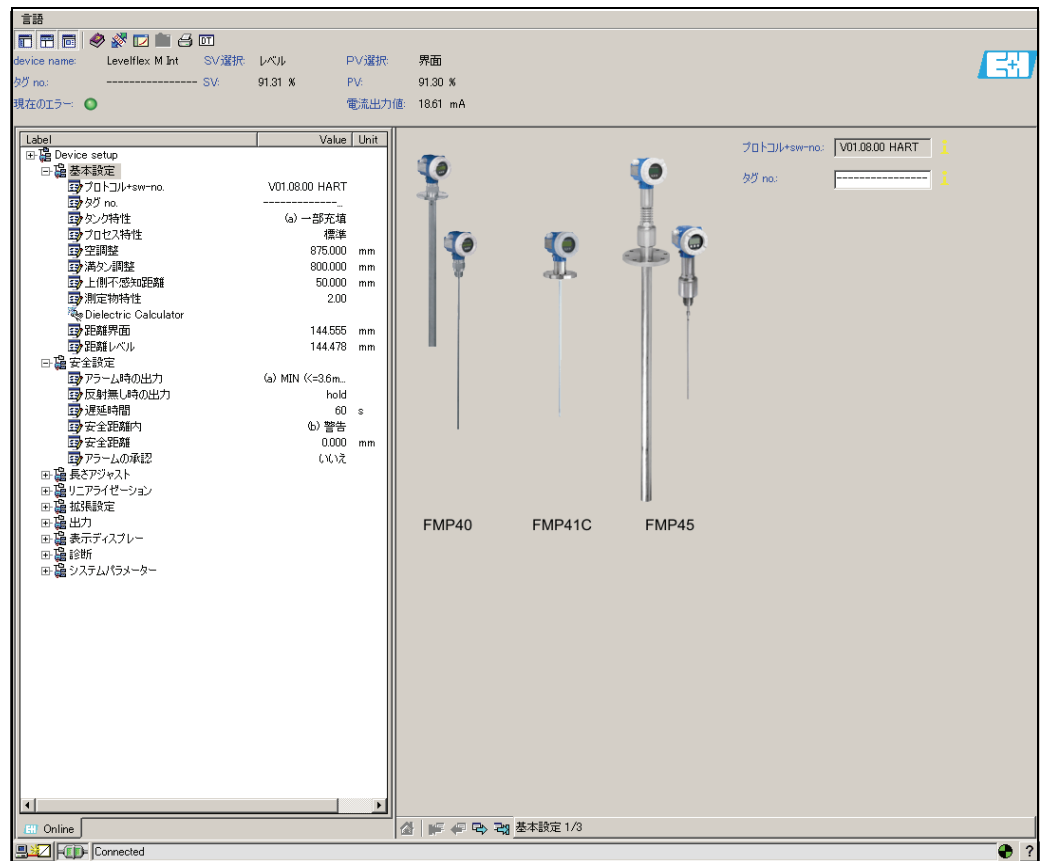 言語
DT
device name: Levelflex M Int SV選択: レベル PV選択: 界面
タグ no.: ---------------- SV: 91.31 % PV: 91.30 %
現在のエラー: 電流出力値: 18.61 mA
E+H
Label Value Unit
Device setup
基本設定
プロトコル+sw-no. V01.08.00 HART
タグ no. ---------------...
タンク特性 (a) 一部充填
プロセス特性 標準
空調整 875.000 mm
満タン調整 800.000 mm
上側不感知距離 50.000 mm
測定物特性 2.00
Dielectric Calculator
距離界面 144.555 mm
距離レベル 144.478 mm
安全設定
アラーム時の出力 (a) MIN (<=3.6m...
反射無し時の出力 hold
遅延時間 60 s
安全距離内 (b) 警告
安全距離 0.000 mm
アラームの承認 いいえ
長さアジャスト
リニアライゼーション
拡張設定
出力
表示ディスプレー
診断
システムパラメーター
プロトコル+sw-no.: V01.08.00 HART
タグ no.: ----------------
FMP40 FMP41C FMP45
Online
基本設定 1/3
Connected
?